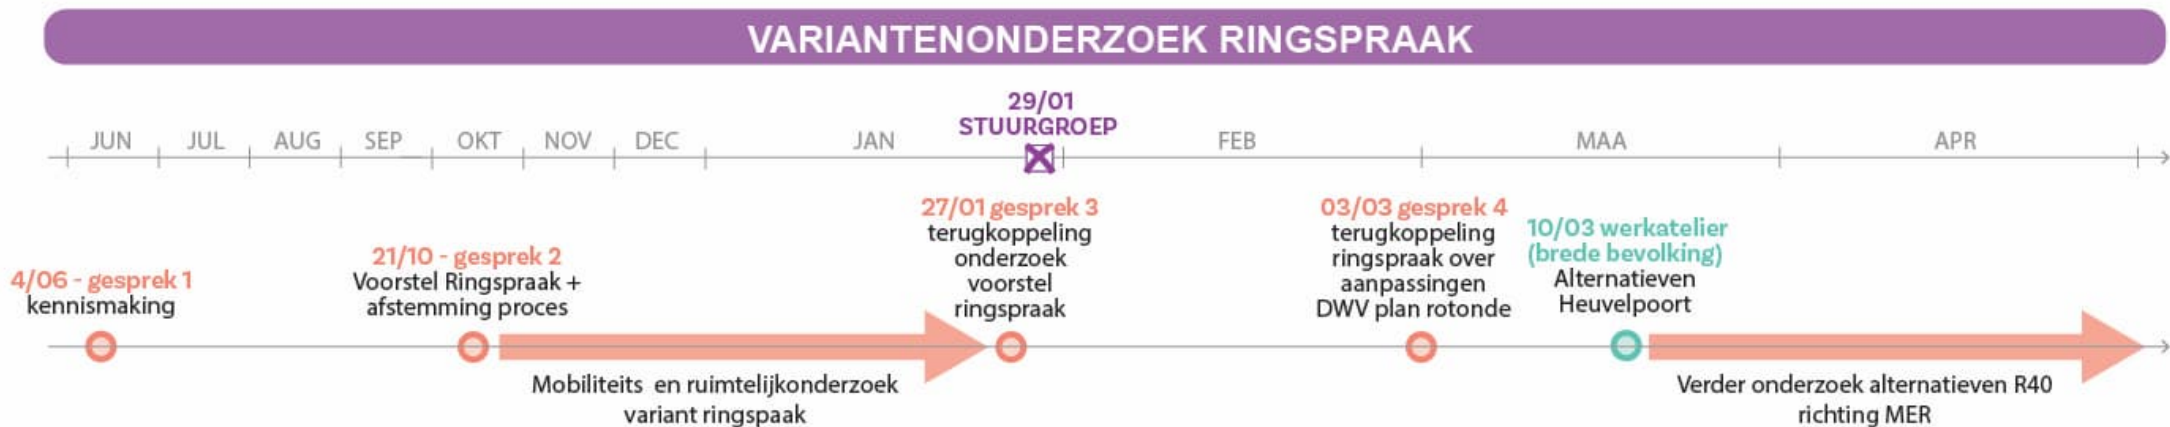 VARIANTENONDERZOEK RINGSPRAAK
29/01
STUURGROEP
JUN JUL AUG SEP OKT NOV DEC JAN FEB MAA APR
4/06 - gesprek 1
kennismaking
21/10 - gesprek 2
Voorstel Ringspraak +
afstemming proces
27/01 gesprek 3
terugkoppeling
onderzoek
voorstel
ringspraak
03/03 gesprek 4
terugkoppeling
ringspraak over
aanpassingen
DWV plan rotonde
10/03 werkatelier
(brede bevolking)
Alternatieven
Heuvelpoort
Mobiliteits en ruimtelijkonderzoek
variant ringspaak
Verder onderzoek alternatieven R40
richting MER